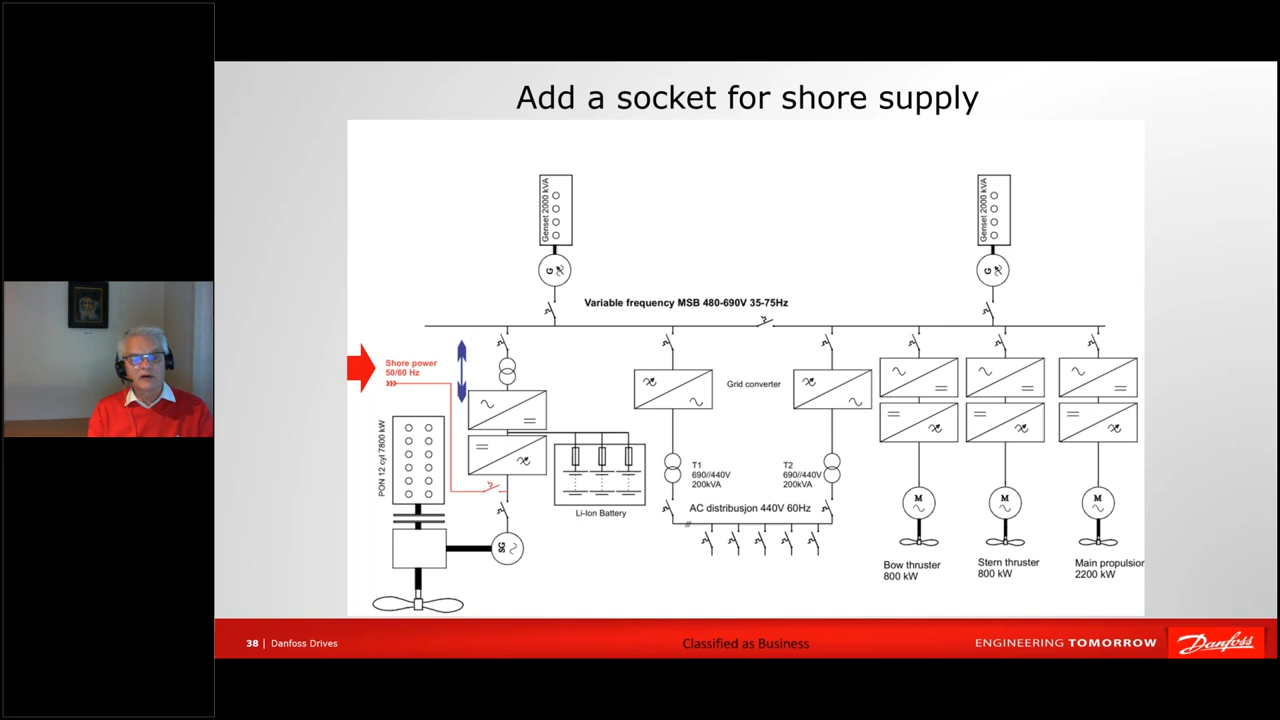 Add a socket for shore supply
Genset 2000 kVA
Genset 2000 kVA
G
G
Variable frequency MSB 480-690V 35-75Hz
Shore power
50/60 Hz
Grid converter
PON 12 cyl 7800 kW
T1
690//440V
200kVA
T2
690//440V
200kVA
Li-Ion Battery
AC distribusjon 440V 60Hz
SG
M
M
M
Bow thruster
800 kW
Stern thruster
800 kW
Main propulsion
2200 kW
38 | Danfoss Drives
Classified as Business
ENGINEERING TOMORROW
Danfoss